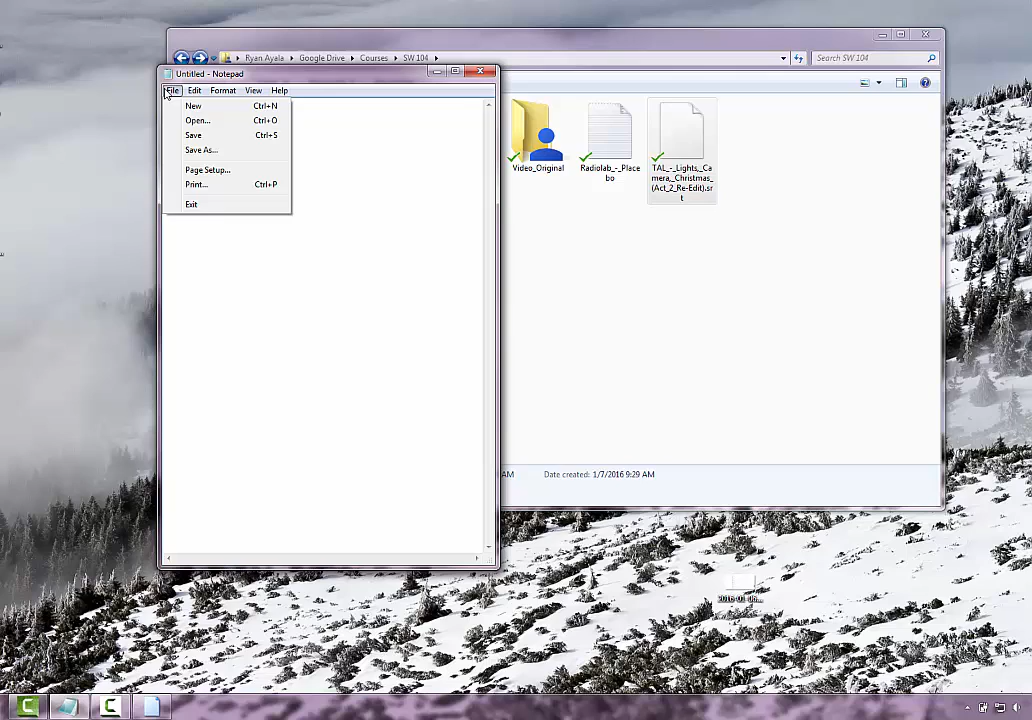 Ryan Ayala
Google Drive
Courses
SW 104
Search SW 104
Untitled - Notepad
File Edit Format View Help
New Ctrl+N
Open... Ctrl+O
Save Ctrl+S
Save As...
Page Setup...
Print... Ctrl+P
Exit
Video_Original
Radiolab_-_Place
bo
TAL_-_Lights,_Ca
mera,_Christmas_
(Act_2_Re-Edit).sr
t
AM
Date created: 1/7/2016 9:29 AM